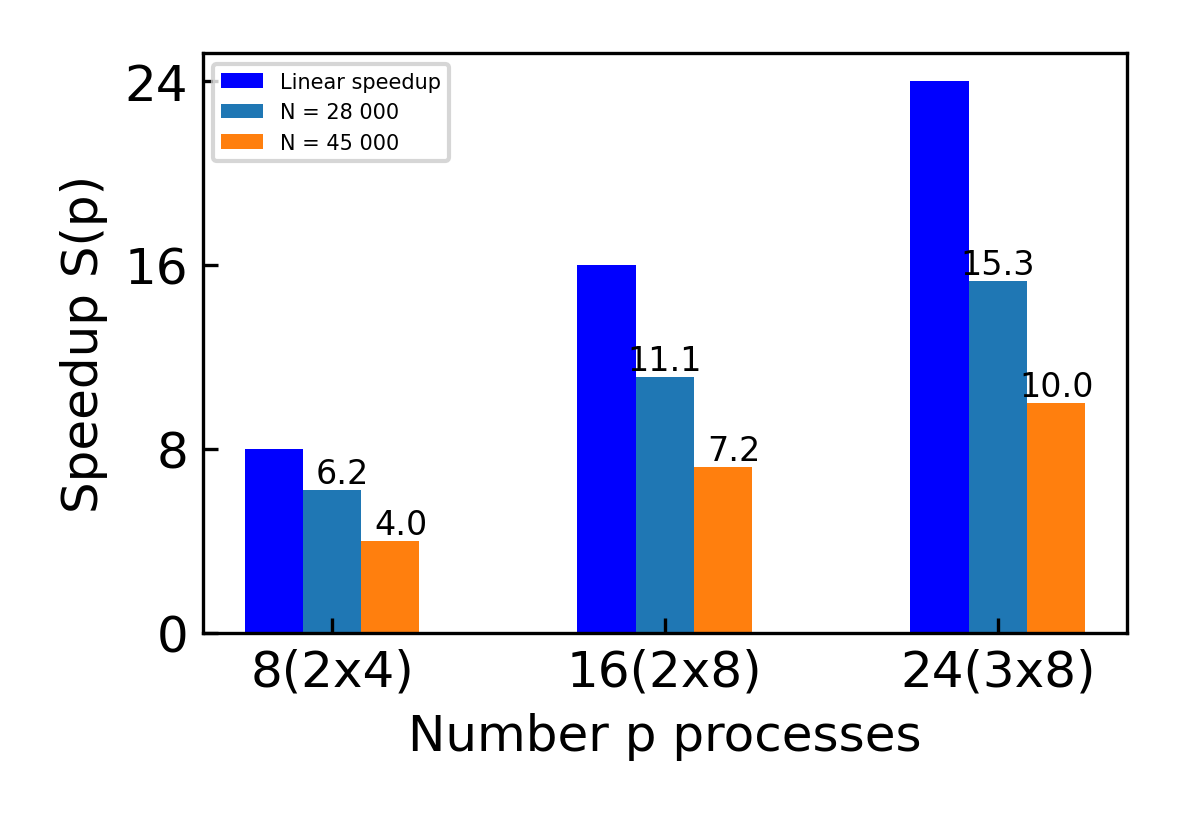 Speedup S(p)
24
16
8
0
Linear speedup
N = 28 000
N = 45 000
6.2
4.0
11.1
7.2
15.3
10.0
8(2x4)
16(2x8)
24(3x8)
Number p processes